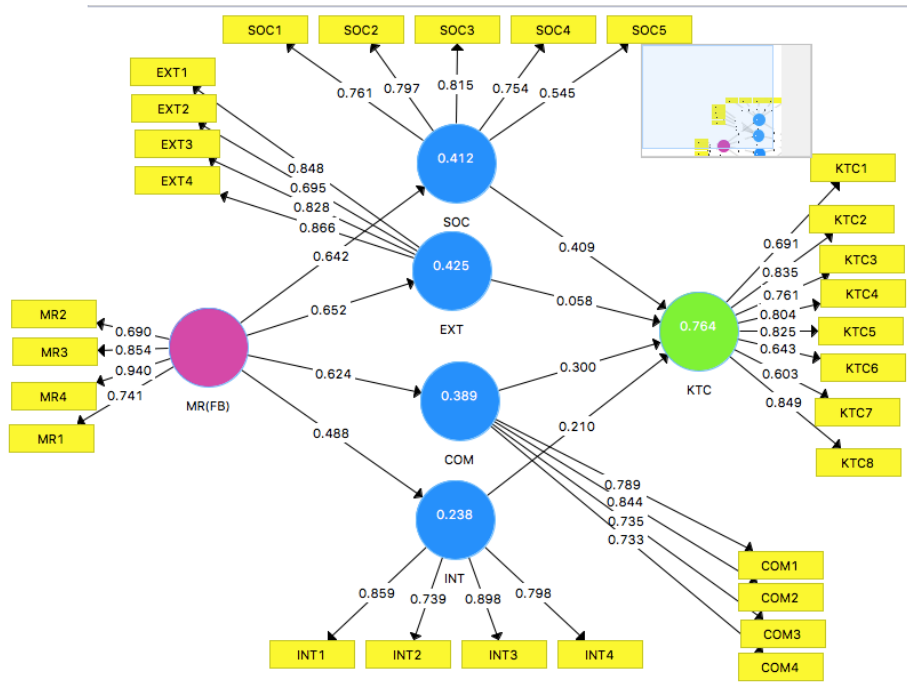 SOC1 SOC2 SOC3 SOC4 SOC5
EXT1
EXT2
EXT3
EXT4
0.761 0.797 0.815 0.754 0.545
0.848
0.695
0.828
0.866
0.412
SOC
0.642
0.425
EXT
0.652
0.409
0.058
KTC1
KTC2
KTC3
KTC4
KTC5
KTC6
KTC7
KTC8
0.691
0.835
0.761
0.804
0.825
0.643
0.603
0.849
0.764
KTC
MR2
MR3
MR4
MR1
0.690
0.854
0.940
0.741
MR(FB)
0.624
0.389
COM
0.300
0.488
0.210
0.238
INT
0.789
0.844
0.735
0.733
COM1
COM2
COM3
COM4
0.859 0.739 0.898 0.798
INT1 INT2 INT3 INT4